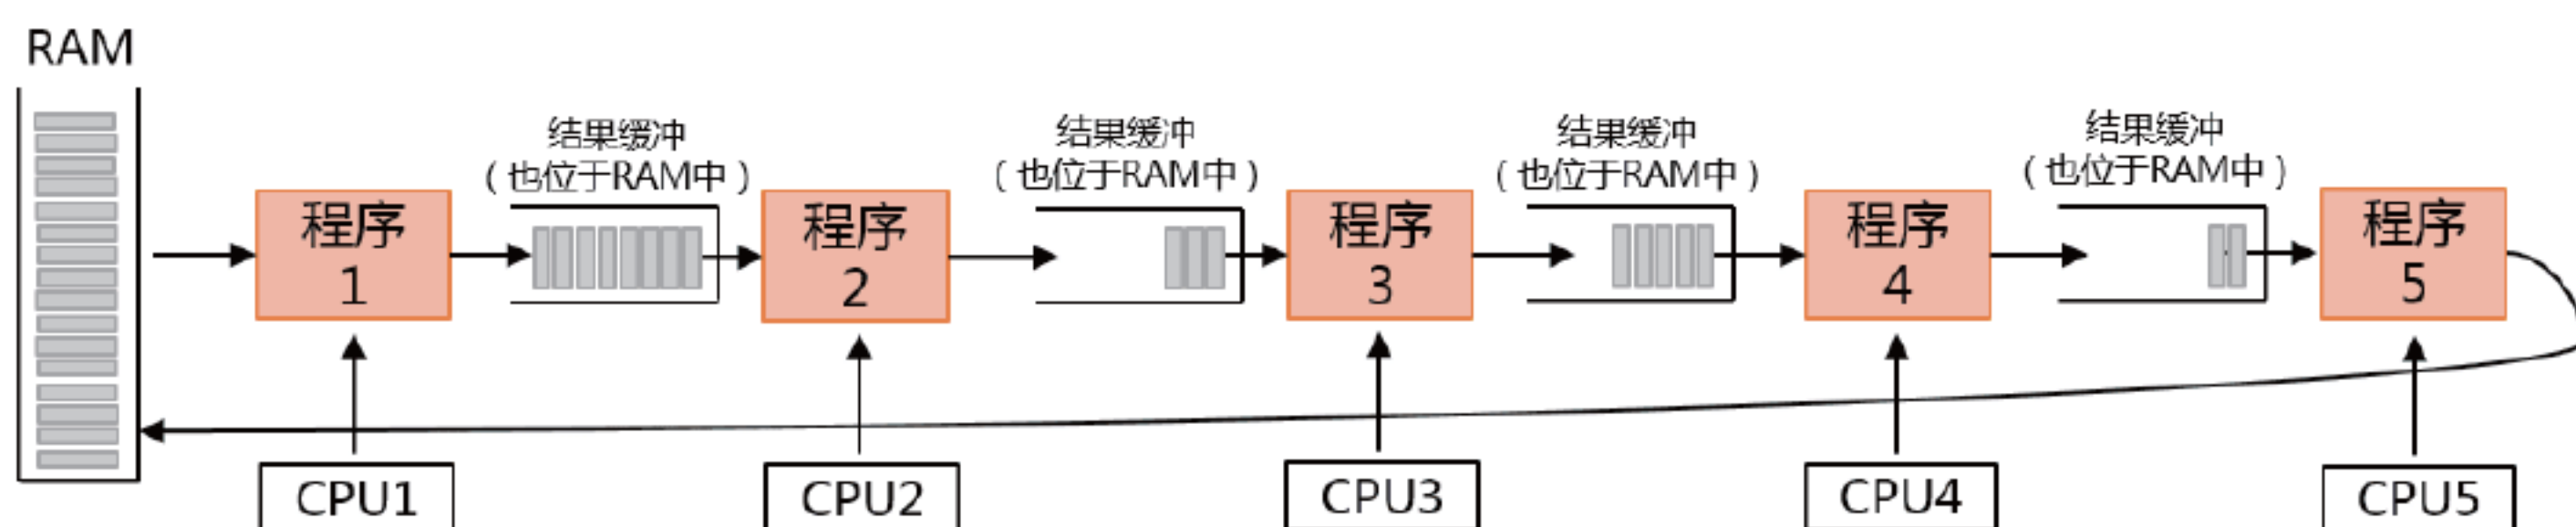 RAM
结果缓冲
（也位于RAM中）
结果缓冲
（也位于RAM中）
结果缓冲
（也位于RAM中）
结果缓冲
（也位于RAM中）
程序
1
程序
2
程序
3
程序
4
程序
5
CPU1
CPU2
CPU3
CPU4
CPU5